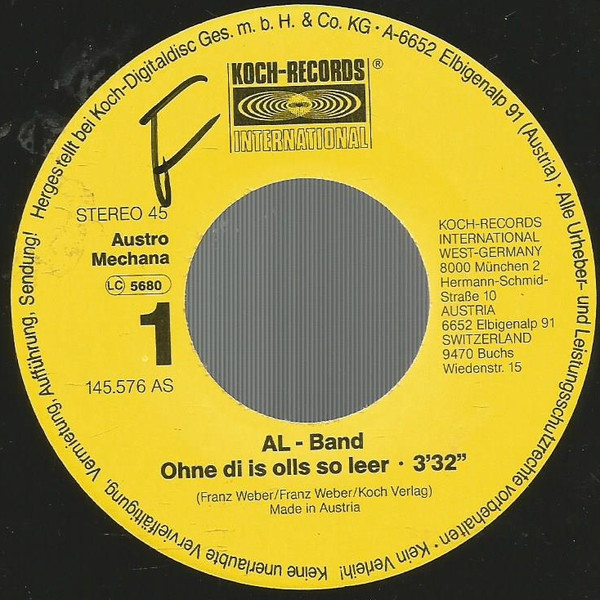 Hergestellt bei Koch-Digitaldisc Ges. m. b. H. & Co. KG · A-6652 Elbigenalp 91 (Austria) · Alle Urheber- und Leistungsschutzrechte vorbehalten · Kein Verleih! Keine unerlaubte Vervielfältigung, Vermietung, Aufführung, Sendung!
F
KOCH-RECORDS®
INTERNATIONAL
STEREO 45
Austro
Mechana
LC 5680
1
145.576 AS
KOCH-RECORDS
INTERNATIONAL
WEST-GERMANY
8000 München 2
Hermann-Schmid-
Straße 10
AUSTRIA
6652 Elbigenalp 91
SWITZERLAND
9470 Buchs
Wiedenstr. 15
AL - Band
Ohne di is olls so leer · 3'32”
(Franz Weber/Franz Weber/Koch Verlag)
Made in Austria